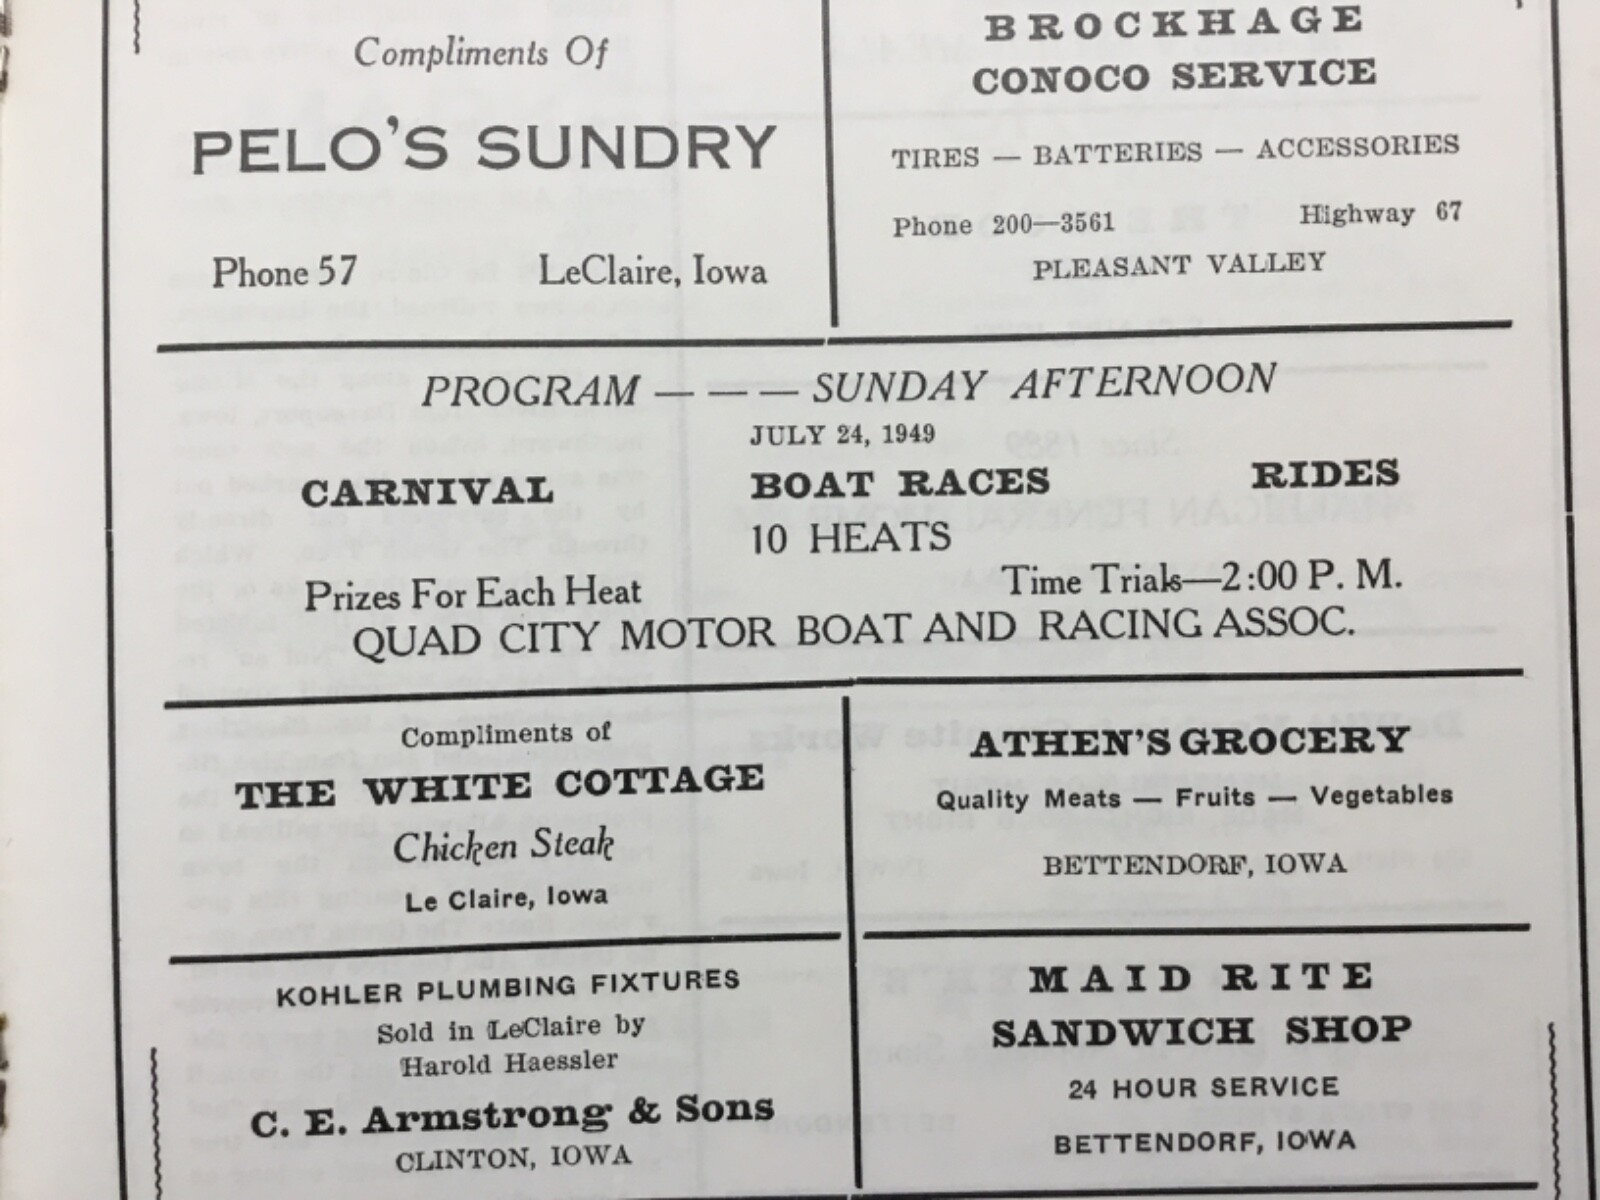 Compliments Of
PELO'S SUNDRY
Phone 57 LeClaire, Iowa
BROCKHAGE
CONOCO SERVICE
TIRES — BATTERIES — ACCESSORIES
Phone 200—3561 Highway 67
PLEASANT VALLEY
PROGRAM — — — SUNDAY AFTERNOON
JULY 24, 1949
CARNIVAL BOAT RACES RIDES
10 HEATS
Prizes For Each Heat Time Trials—2:00 P. M.
QUAD CITY MOTOR BOAT AND RACING ASSOC.
Compliments of
THE WHITE COTTAGE
Chicken Steak
Le Claire, Iowa
ATHEN'S GROCERY
Quality Meats — Fruits — Vegetables
BETTENDORF, IOWA
KOHLER PLUMBING FIXTURES
Sold in LeClaire by
Harold Haessler
C. E. Armstrong & Sons
CLINTON, IOWA
MAID RITE
SANDWICH SHOP
24 HOUR SERVICE
BETTENDORF, IOWA